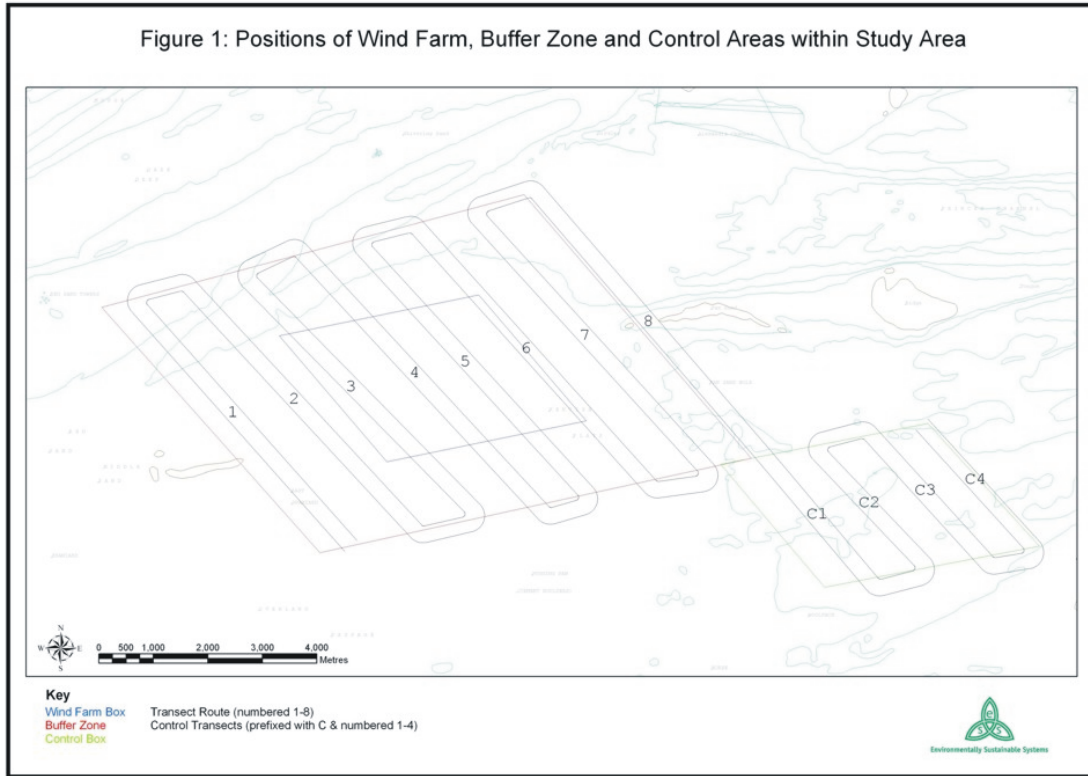 Figure 1: Positions of Wind Farm, Buffer Zone and Control Areas within Study Area
8
7
6
5
4
3
2
1
C4
C3
C2
C1
N
W E
S
0 500 1,000 2,000 3,000 4,000
Metres
Key
Wind Farm Box Transect Route (numbered 1-8)
Buffer Zone Control Transects (prefixed with C & numbered 1-4)
Control Box
e
S S
Environmentally Sustainable Systems